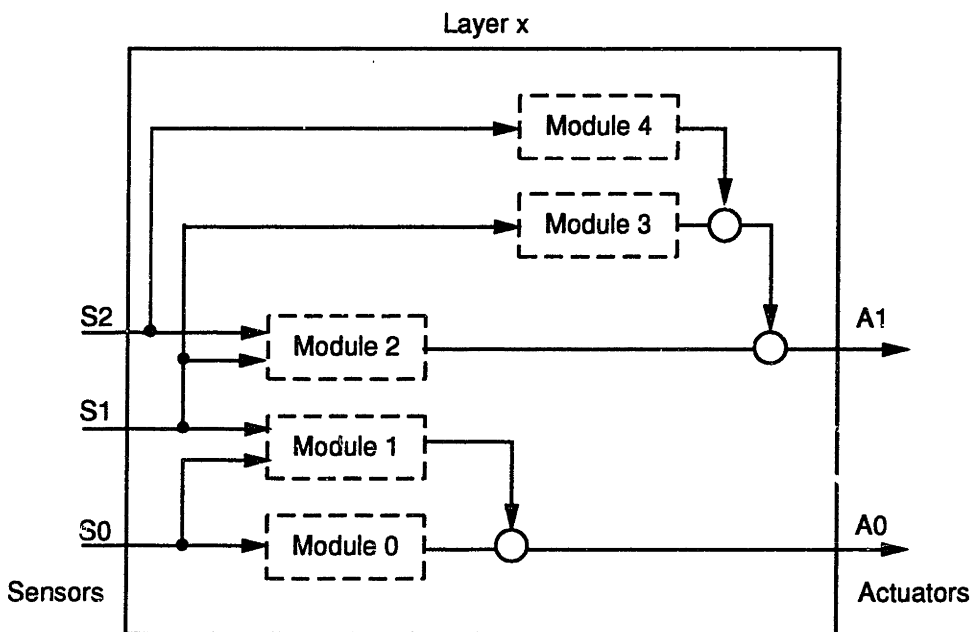 Layer x
Module 4
Module 3
S2
Module 2
A1
S1
Module 1
S0
Module 0
A0
Sensors
Actuators